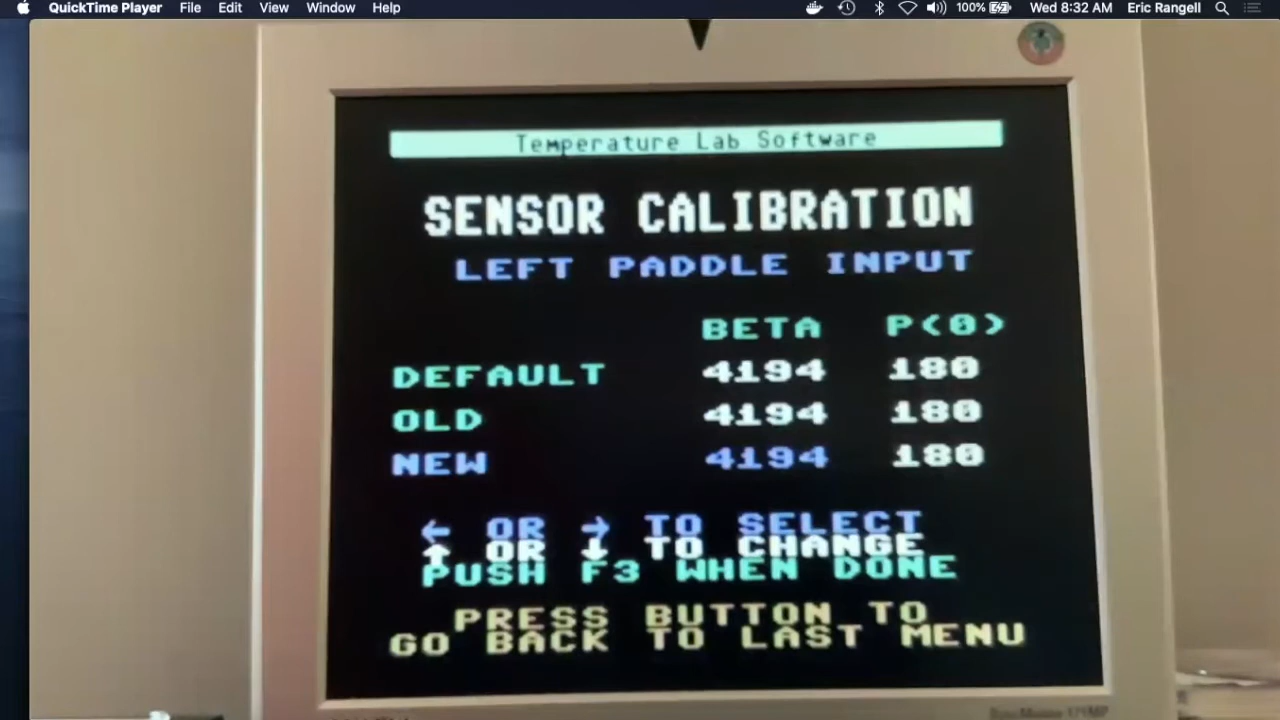 QuickTime Player File Edit View Window Help 100% Wed 8:32 AM Eric Rangell
Temperature Lab Software
SENSOR CALIBRATION
LEFT PADDLE INPUT
BETA P(0)
DEFAULT 4194 180
OLD 4194 180
NEW 4194 180
← OR → TO SELECT
↑ OR ↓ TO CHANGE
PUSH F3 WHEN DONE
PRESS BUTTON TO
GO BACK TO LAST MENU